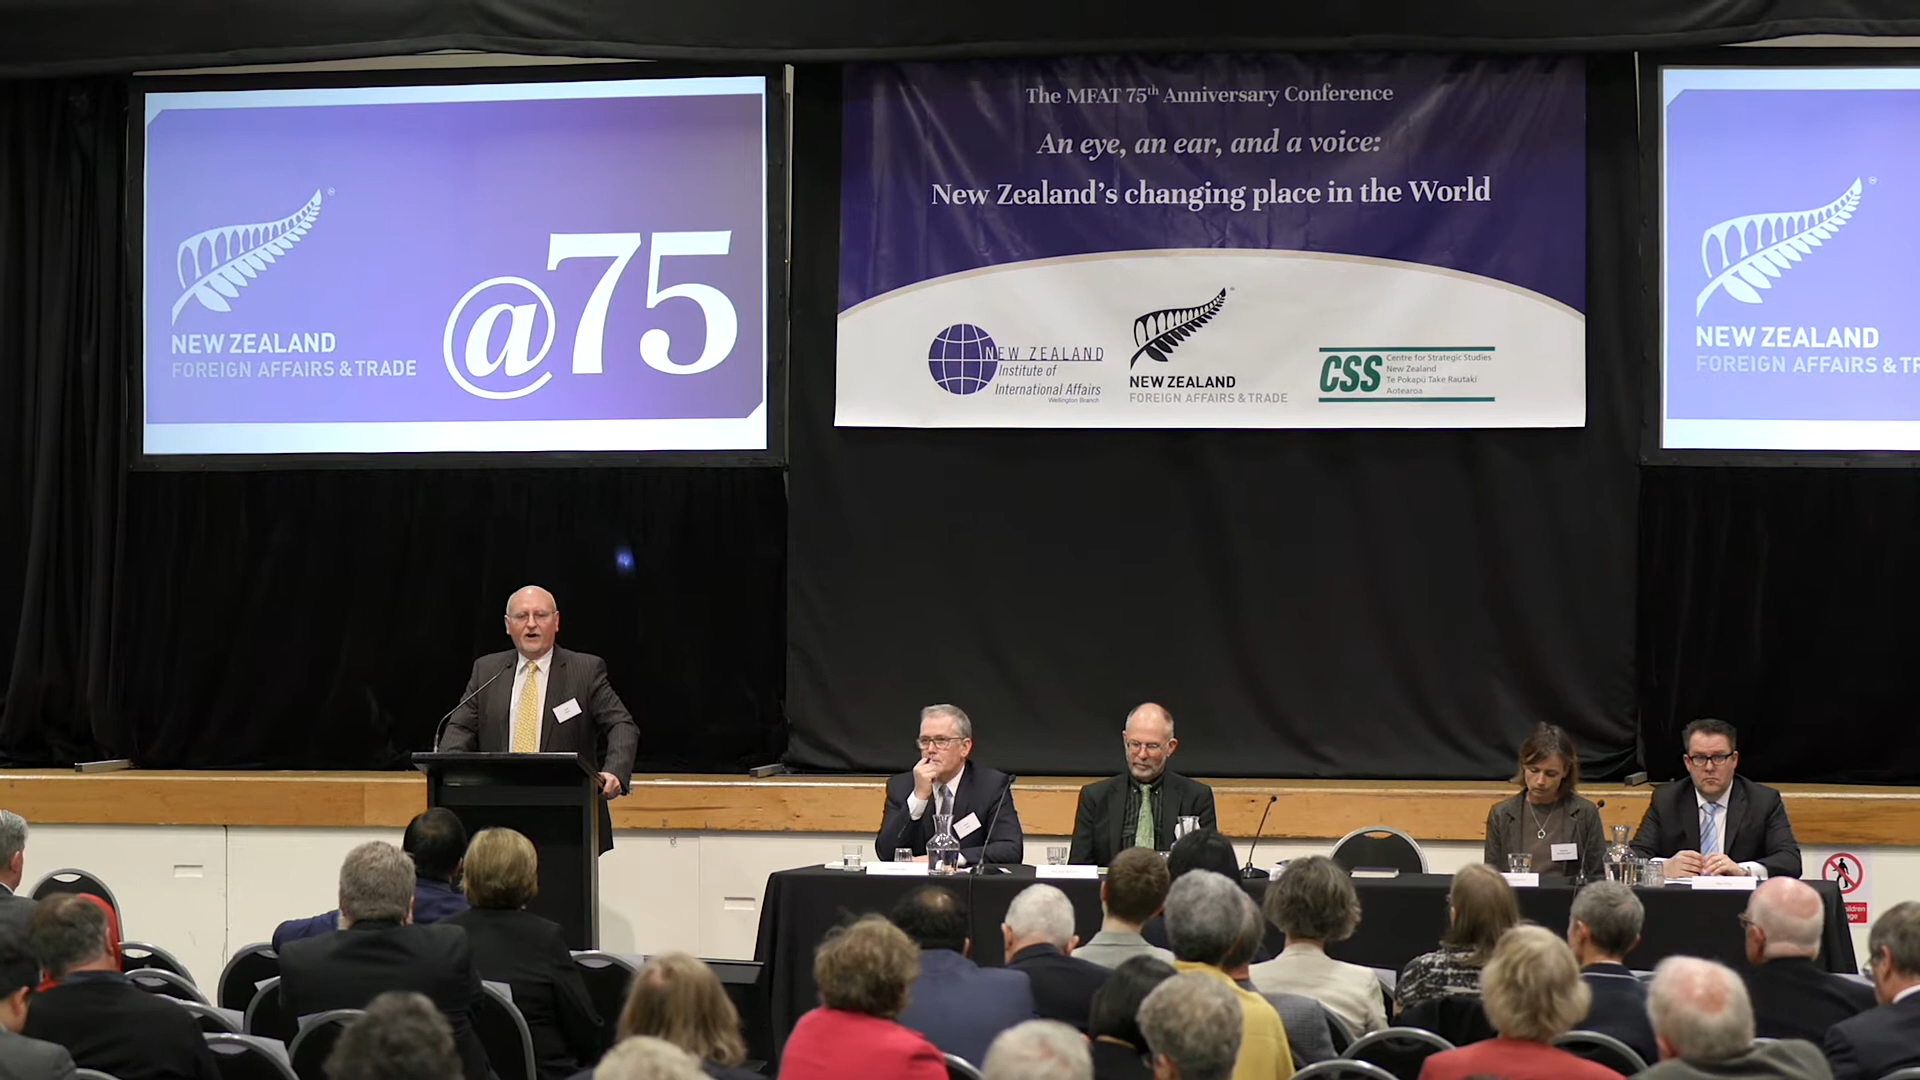 NEW ZEALAND
FOREIGN AFFAIRS & TRADE
@75
The MFAT 75th Anniversary Conference
An eye, an ear, and a voice:
New Zealand's changing place in the World
NEW ZEALAND
Institute of
International Affairs
Wellington Branch
NEW ZEALAND
FOREIGN AFFAIRS & TRADE
CSS
Centre for Strategic Studies
New Zealand
Te Pokapū Take Rautaki
Aotearoa
NEW ZEALAND
FOREIGN AFFAIRS & TR